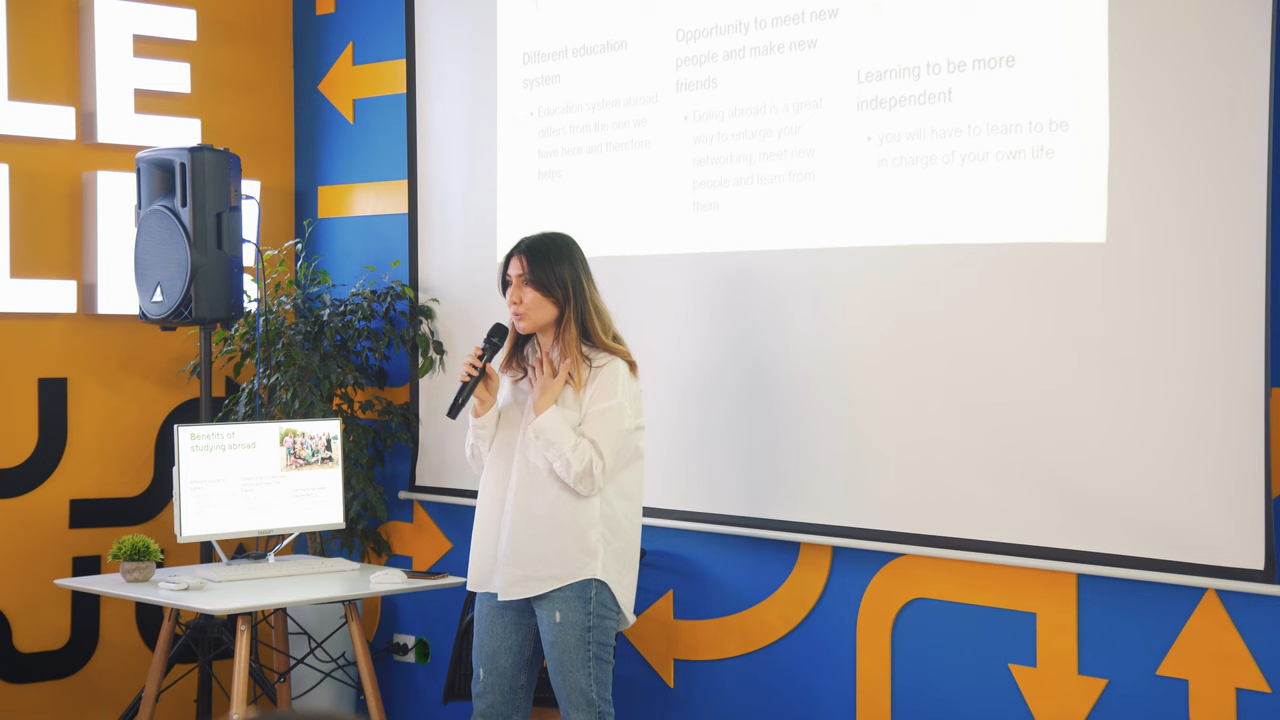 LE
LI
Different education
system
• Education system abroad
differs from the one we
have here and therefore
helps;
Opportunity to meet new
people and make new
friends
• Going abroad is a great
way to enlarge your
networking, meet new
people and learn from
them
Learning to be more
independent
• you will have to learn to be
in charge of your own life
Benefits of
studying abroad